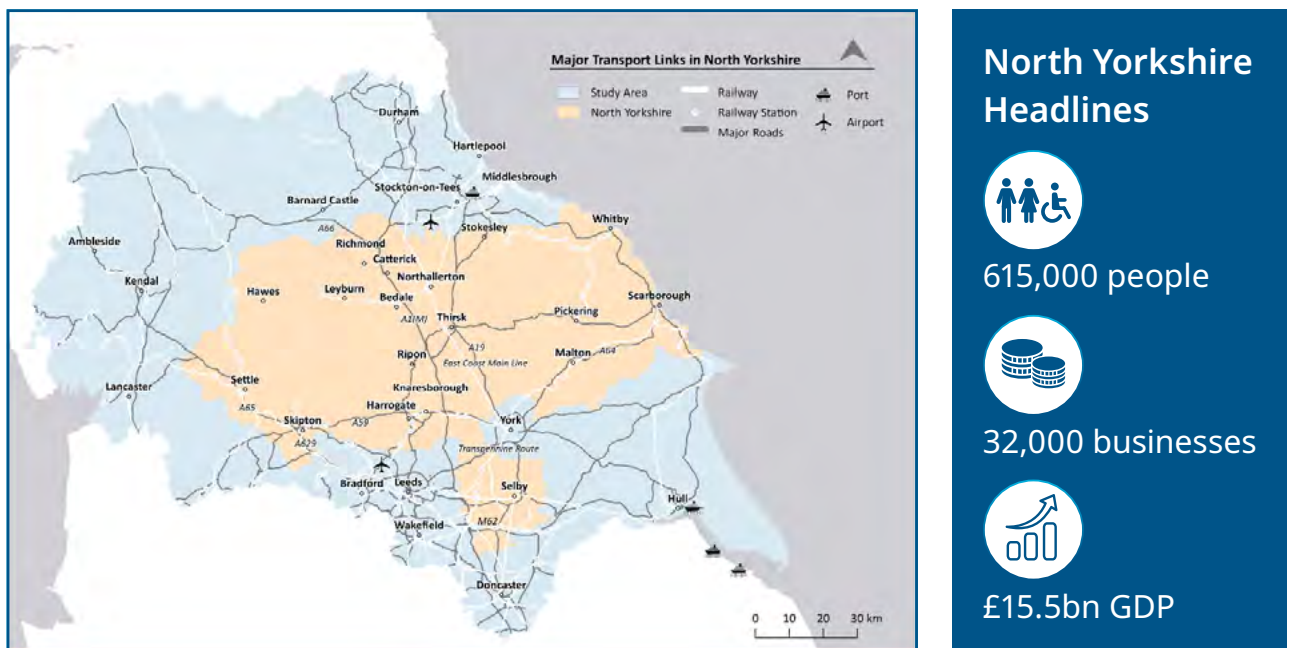 Major Transport Links in North Yorkshire
Study Area
North Yorkshire
Railway
Railway Station
Major Roads
Port
Airport
Durham
Hartlepool
Middlesbrough
Stockton-on-Tees
Barnard Castle
A66
Whitby
Stokesley
Ambleside
Richmond
Catterick
Kendal
Northallerton
Hawes
Leyburn
Bedale
Scarborough
A1(M)
Thirsk
Pickering
A19
Ripon
East Coast Main Line
Malton
A64
Lancaster
Settle
Knaresborough
A65
Harrogate
Skipton
A59
York
A629
Transpennine Route
Bradford
Leeds
Selby
Hull
Wakefield
M62
Doncaster
0 10 20 30 km
North Yorkshire
Headlines
615,000 people
32,000 businesses
£15.5bn GDP